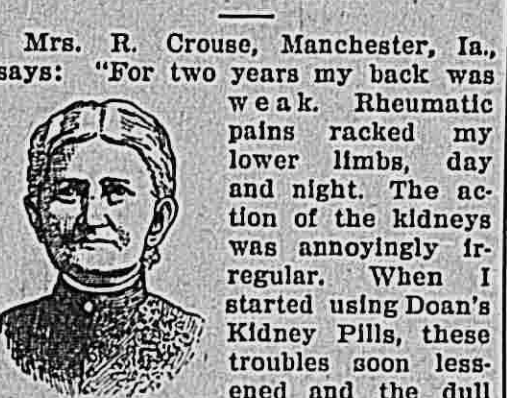 Mrs. R. Crouse, Manchester, Ia.,
says: "For two years my back was
weak. Rheumatic
pains racked my
lower limbs, day
and night. The ac-
tion of the kidneys
was annoyingly ir-
regular. When I
started using Doan's
Kidney Pills, these
troubles soon less-
ened and the dull